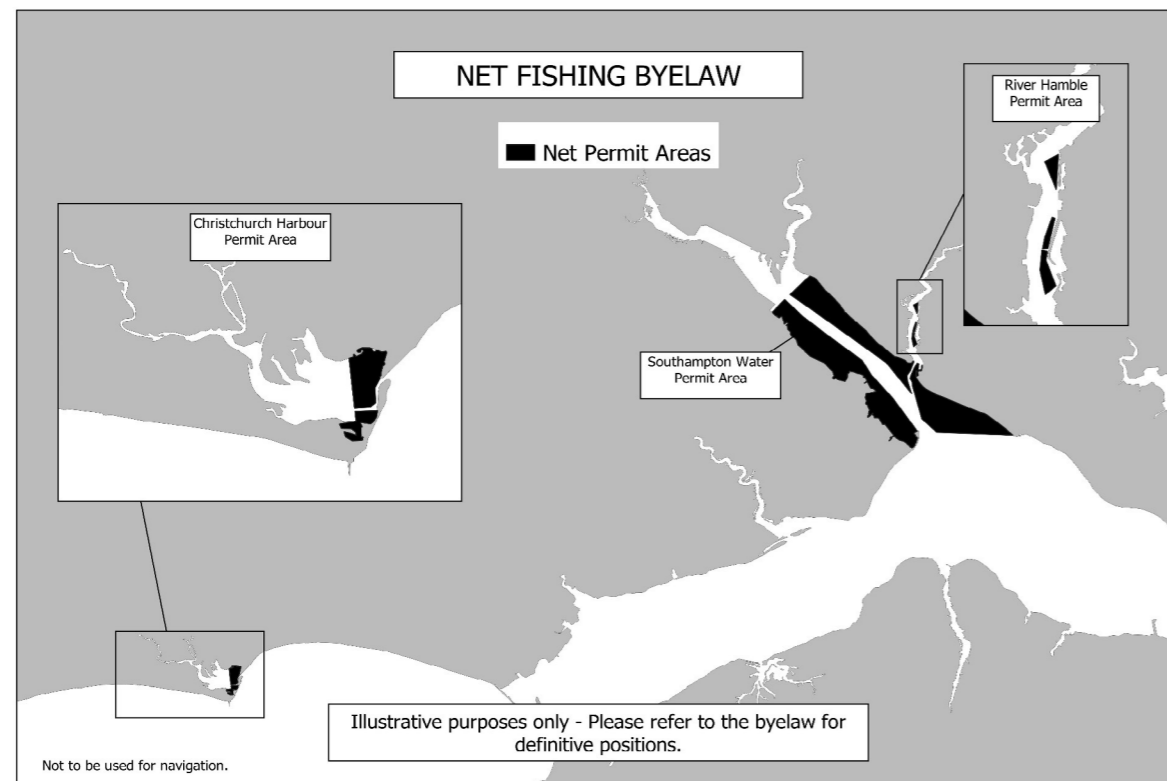 NET FISHING BYELAW
Net Permit Areas
River Hamble
Permit Area
Christchurch Harbour
Permit Area
Southampton Water
Permit Area
Illustrative purposes only - Please refer to the byelaw for
definitive positions.
Not to be used for navigation.